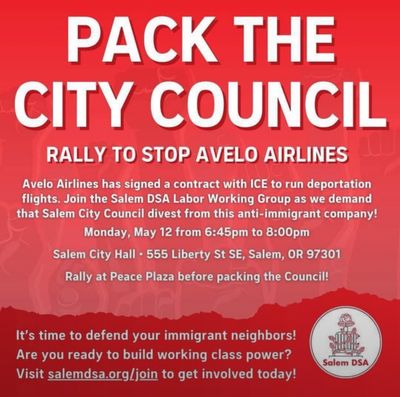 PACK THE
CITY COUNCIL
RALLY TO STOP AVELO AIRLINES
Avelo Airlines has signed a contract with ICE to run deportation
flights. Join the Salem DSA Labor Working Group as we demand
that Salem City Council divest from this anti-immigrant company!
Monday, May 12 from 6:45pm to 8:00pm
Salem City Hall • 555 Liberty St SE, Salem, OR 97301
Rally at Peace Plaza before packing the Council!
It's time to defend your immigrant neighbors!
Are you ready to build working class power?
Visit salemdsa.org/join to get involved today!
Salem DSA